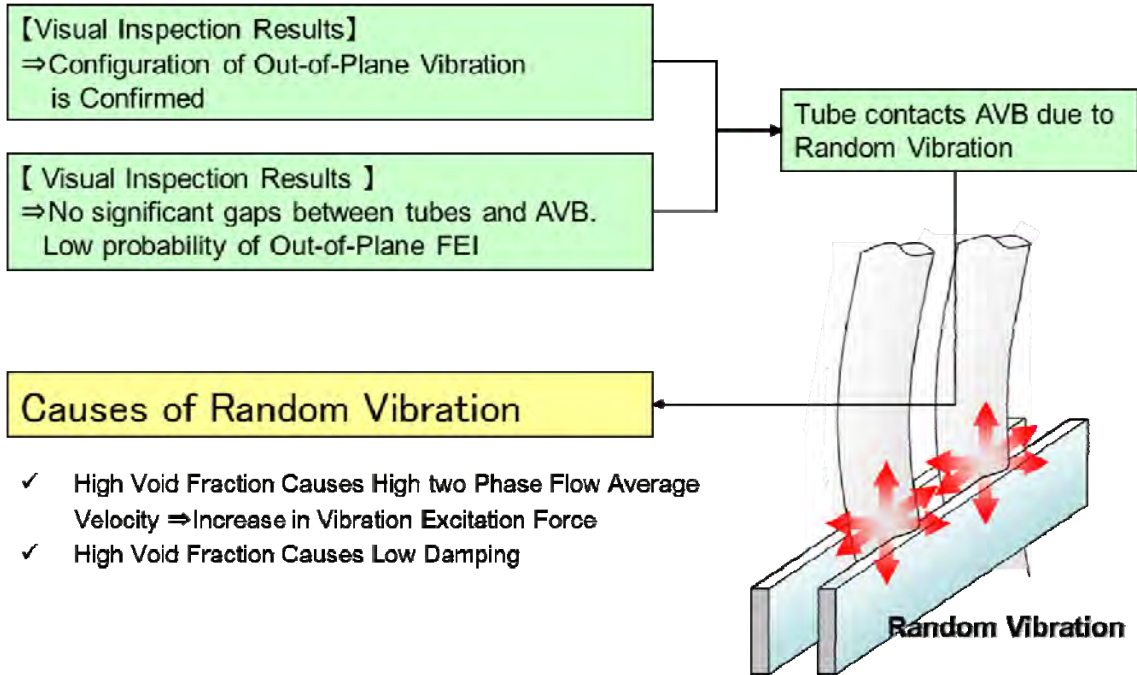 【Visual Inspection Results】
⇒Configuration of Out-of-Plane Vibration
is Confirmed
【 Visual Inspection Results 】
⇒No significant gaps between tubes and AVB.
Low probability of Out-of-Plane FEI
Tube contacts AVB due to
Random Vibration
Causes of Random Vibration
✓ High Void Fraction Causes High two Phase Flow Average
Velocity ⇒Increase in Vibration Excitation Force
✓ High Void Fraction Causes Low Damping
Random Vibration